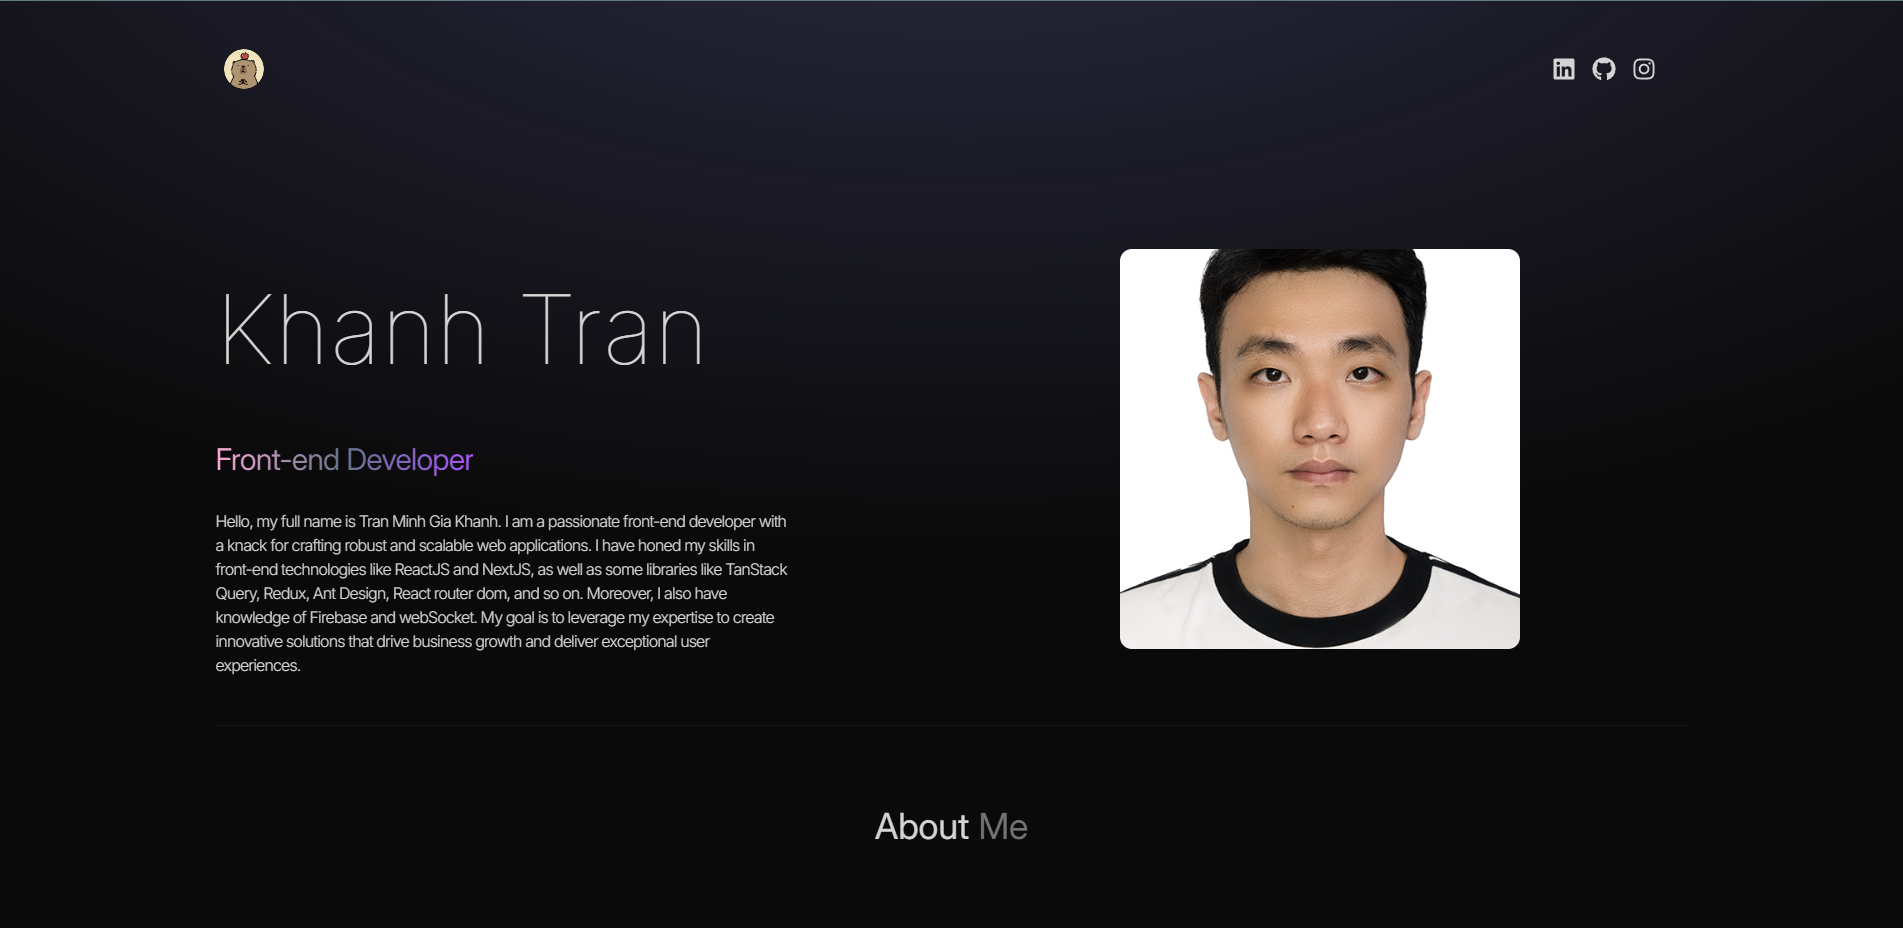 Khanh Tran
Front-end Developer
Hello, my full name is Tran Minh Gia Khanh. I am a passionate front-end developer with
a knack for crafting robust and scalable web applications. I have honed my skills in
front-end technologies like ReactJS and NextJS, as well as some libraries like TanStack
Query, Redux, Ant Design, React router dom, and so on. Moreover, I also have
knowledge of Firebase and webSocket. My goal is to leverage my expertise to create
innovative solutions that drive business growth and deliver exceptional user
experiences.
About Me